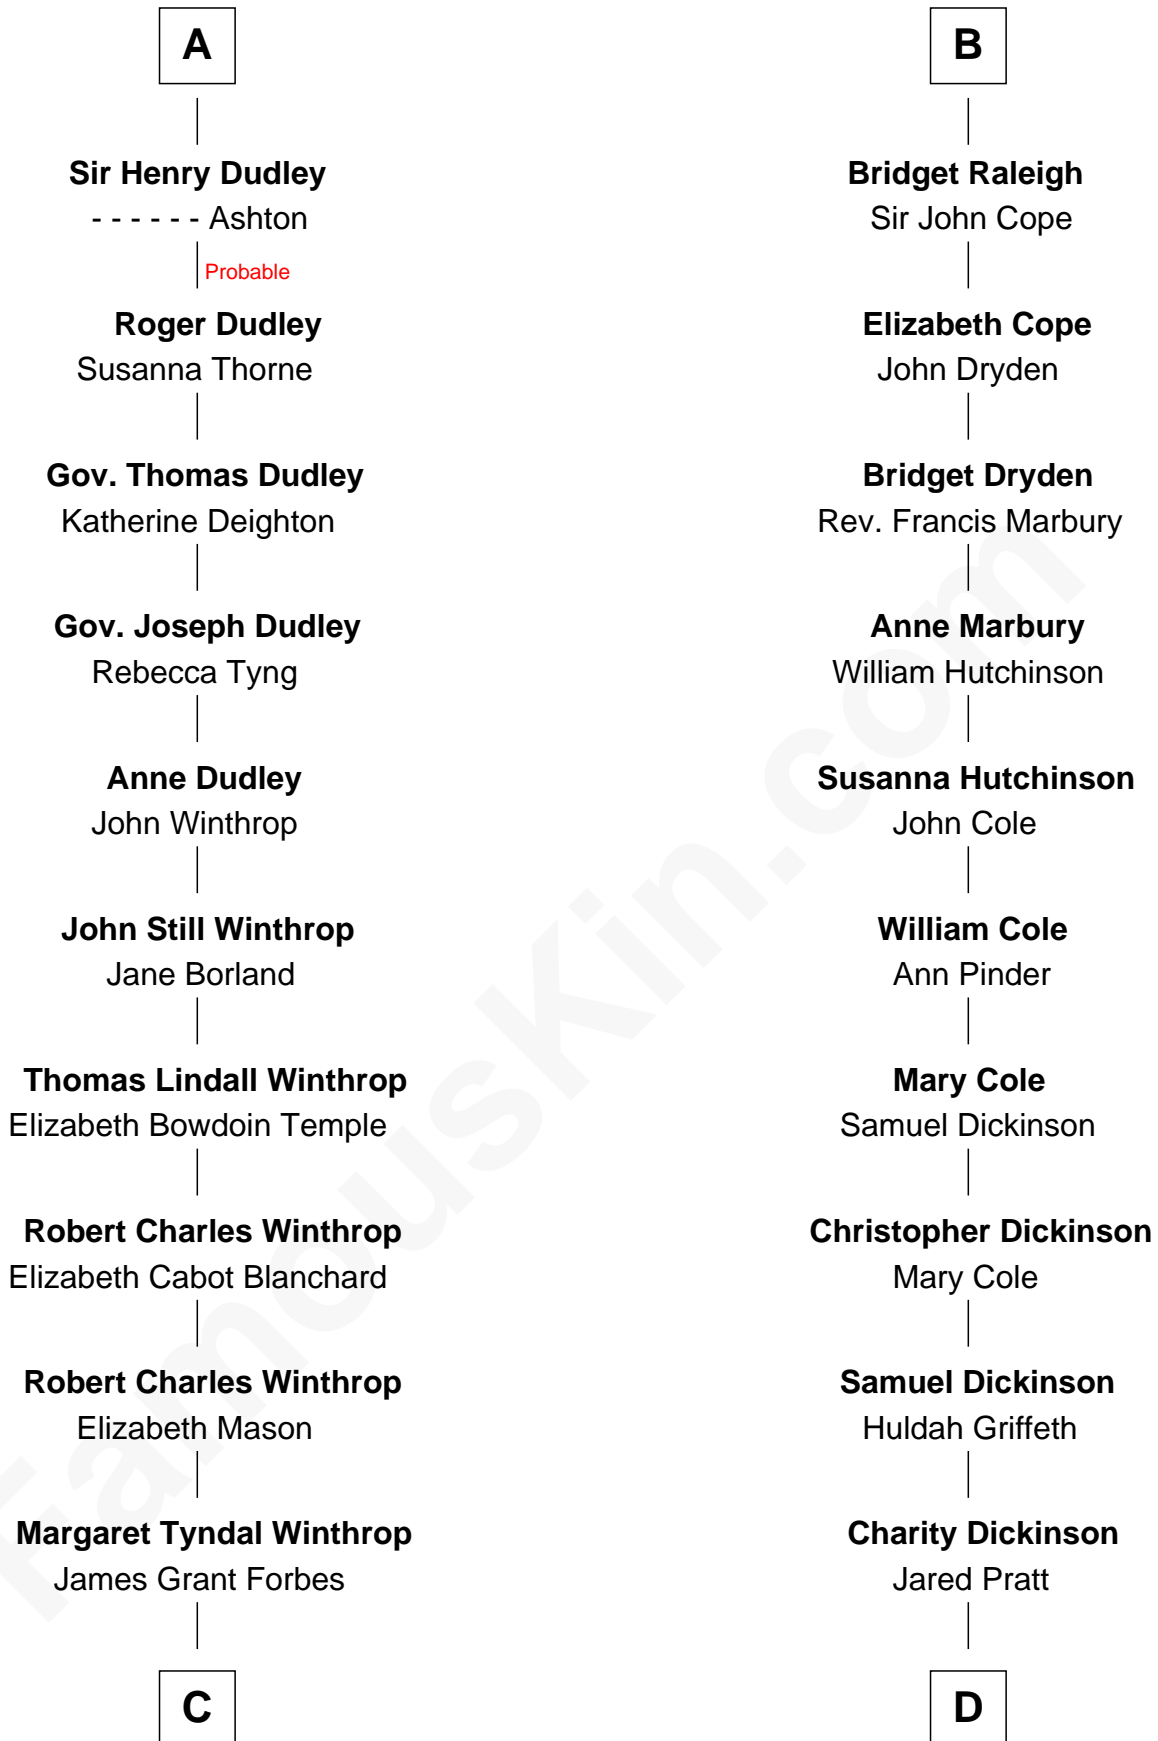 A
Sir Henry Dudley
- - - - - - Ashton
Probable
Roger Dudley
Susanna Thorne
Gov. Thomas Dudley
Katherine Deighton
Gov. Joseph Dudley
Rebecca Tyng
Anne Dudley
John Winthrop
John Still Winthrop
Jane Borland
Thomas Lindall Winthrop
Elizabeth Bowdoin Temple
Robert Charles Winthrop
Elizabeth Cabot Blanchard
Robert Charles Winthrop
Elizabeth Mason
Margaret Tyndal Winthrop
James Grant Forbes
C
B
Bridget Raleigh
Sir John Cope
Elizabeth Cope
John Dryden
Bridget Dryden
Rev. Francis Marbury
Anne Marbury
William Hutchinson
Susanna Hutchinson
John Cole
William Cole
Ann Pinder
Mary Cole
Samuel Dickinson
Christopher Dickinson
Mary Cole
Samuel Dickinson
Huldah Griffeth
Charity Dickinson
Jared Pratt
D
FamousKin.com